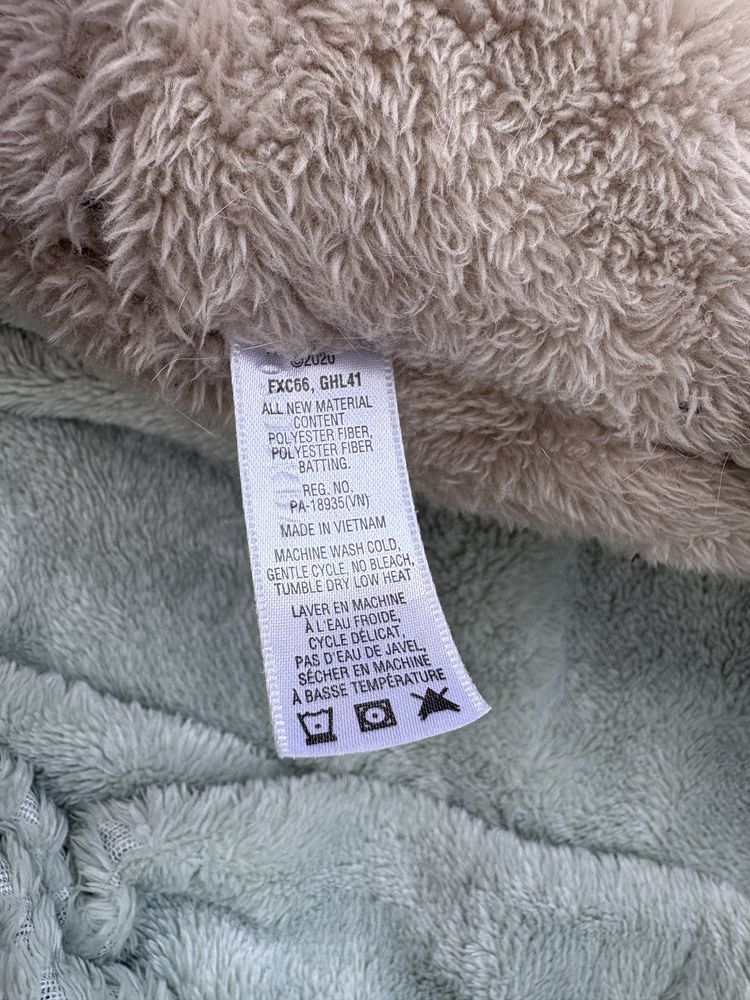 ©2020
FXC66, GHL41
ALL NEW MATERIAL
CONTENT
POLYESTER FIBER,
POLYESTER FIBER
BATTING.
REG. NO.
PA-18935(VN)
MADE IN VIETNAM
MACHINE WASH COLD,
GENTLE CYCLE, NO BLEACH,
TUMBLE DRY LOW HEAT
LAVER EN MACHINE
À L'EAU FROIDE,
CYCLE DÉLICAT,
PAS D'EAU DE JAVEL,
SÉCHER EN MACHINE
À BASSE TEMPÉRATURE